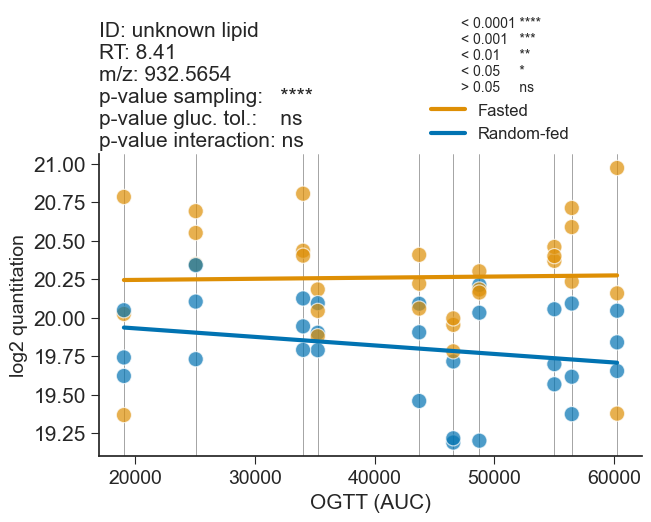 ID: unknown lipid
RT: 8.41
m/z: 932.5654
p-value sampling: ****
p-value gluc. tol.: ns
p-value interaction: ns
< 0.0001 ****
< 0.001 ***
< 0.01 **
< 0.05 *
> 0.05 ns
Fasted
Random-fed
log2 quantitation
21.00
20.75
20.50
20.25
20.00
19.75
19.50
19.25
20000 30000 40000 50000 60000
OGTT (AUC)